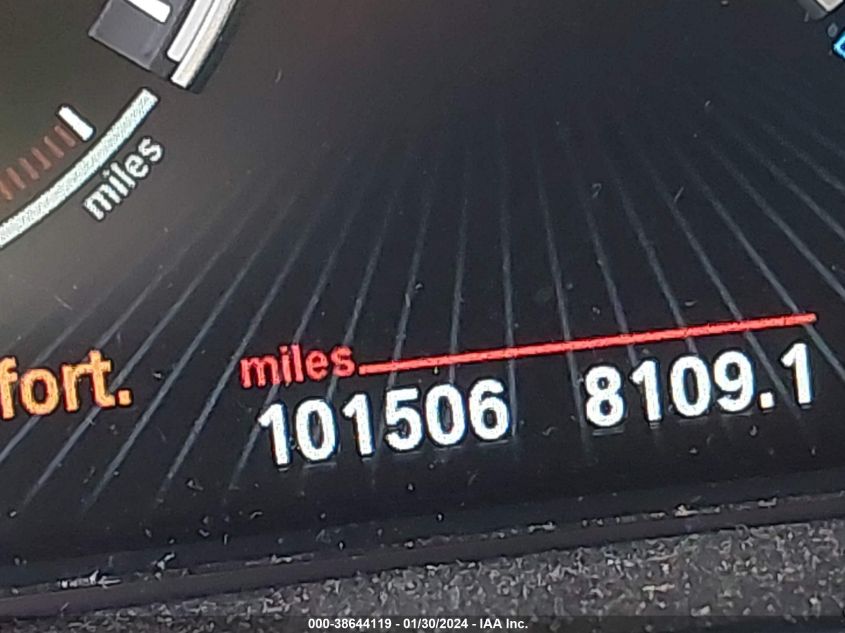 miles
miles
fort.
101506 8109.1
000-38644119 - 01/30/2024 - IAA Inc.